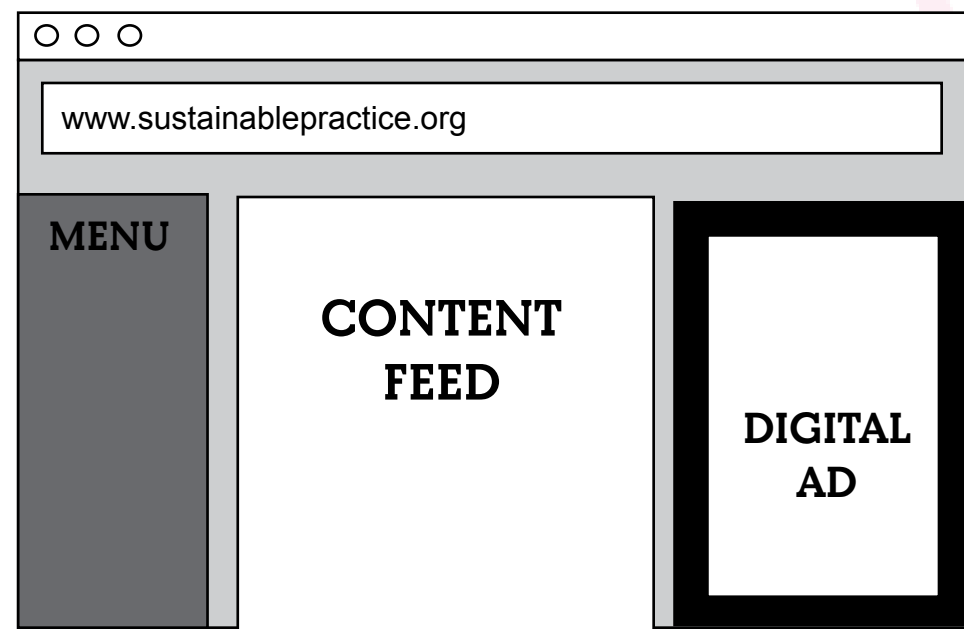 www.sustainablepractice.org
MENU
CONTENT
FEED
DIGITAL
AD